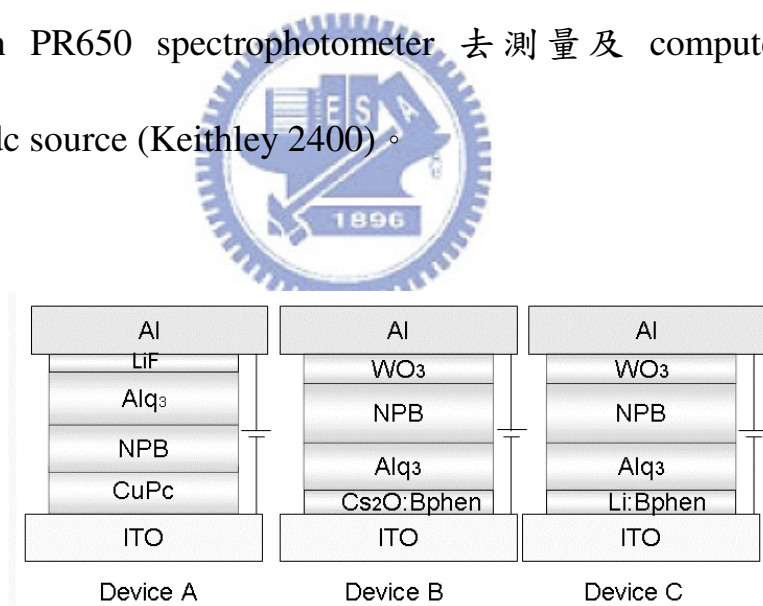 PR650 spectrophotometer 去測量及
dc source (Keithley 2400)。
ESA
1896
Al Al Al
LiF WO3 WO3
Alq3 NPB NPB
NPB Alq3 Alq3
CuPc Cs2O:Bphen Li:Bphen
ITO ITO ITO
Device A Device B Device C